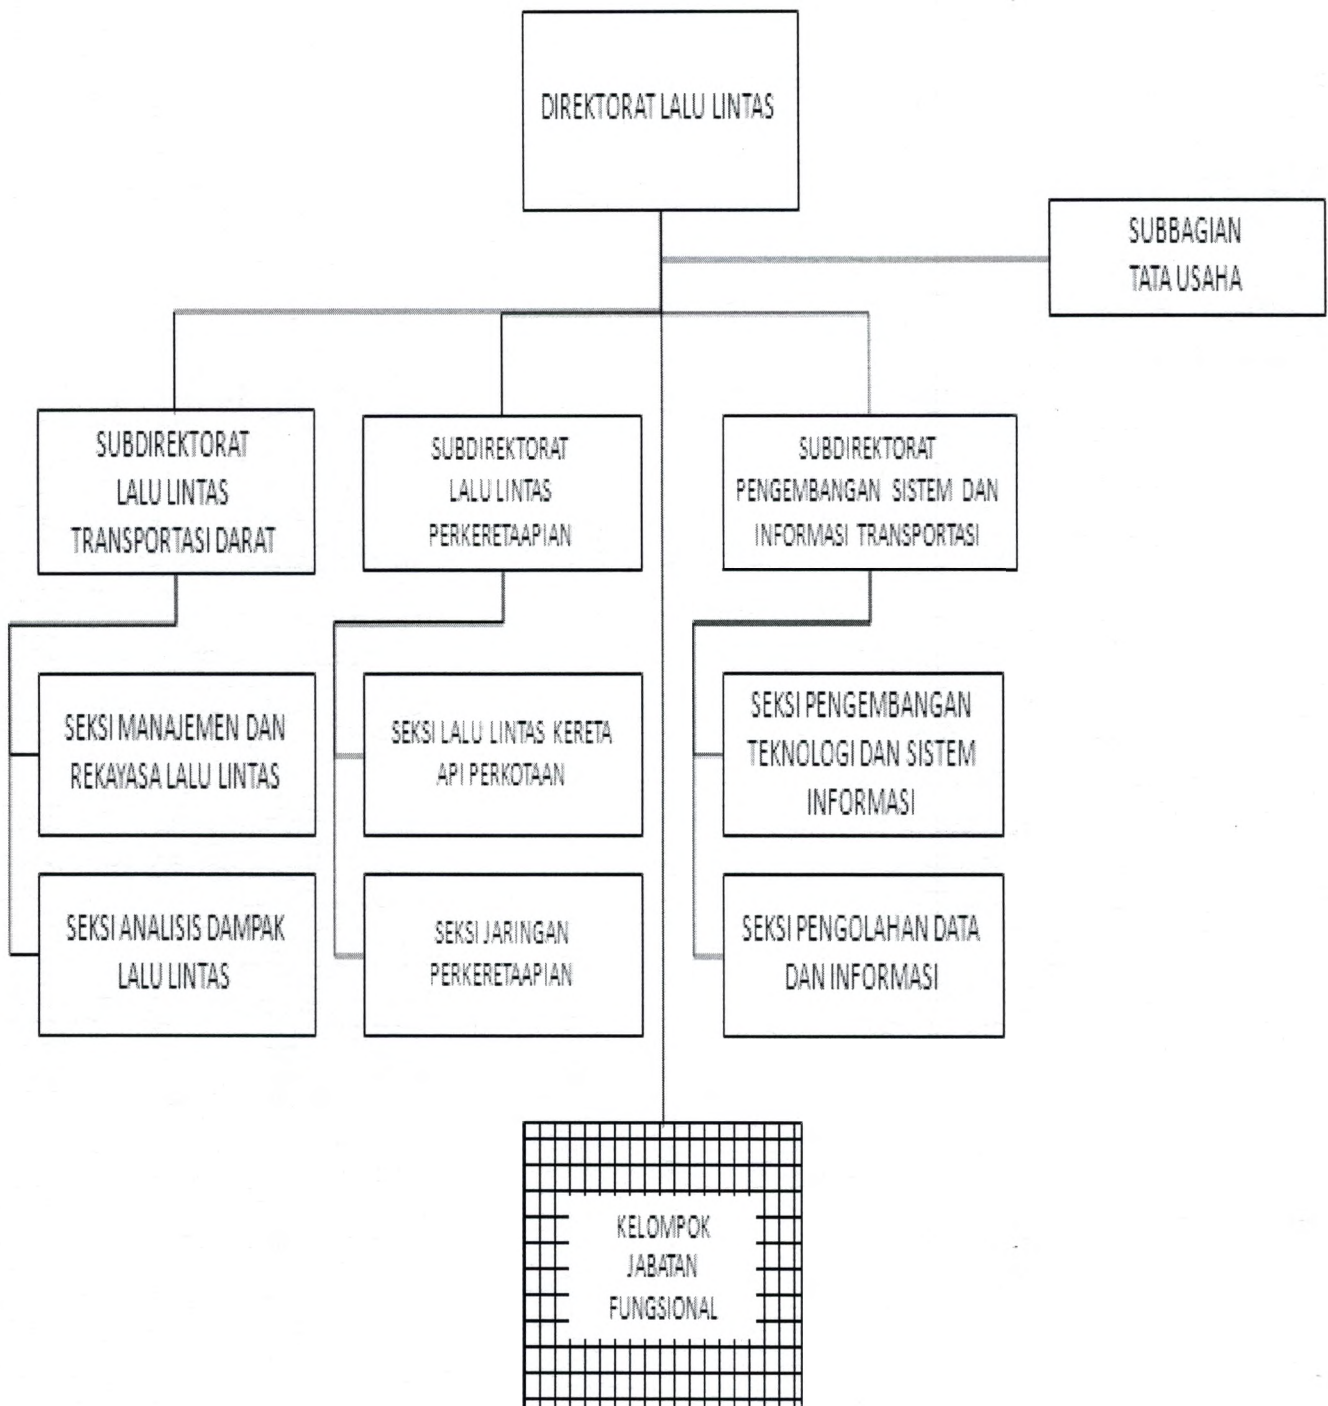 DIREKTORAT LALU LINTAS
SUBBAGIAN
TATA USAHA
SUBDIREKTORAT
LALU LINTAS
TRANSPORTASI DARAT
SUBDIREKTORAT
LALU LINTAS
PERKERETAAPIAN
SUBDIREKTORAT
PENGEMBANGAN SISTEM DAN
INFORMASI TRANSPORTASI
SEKSI MANAJEMEN DAN
REKAYASA LALU LINTAS
SEKSI LALU LINTAS KERETA
API PERKOTAAN
SEKSI PENGEMBANGAN
TEKNOLOGI DAN SISTEM
INFORMASI
SEKSI ANALISIS DAMPAK
LALU LINTAS
SEKSI JARINGAN
PERKERETAAPIAN
SEKSI PENGOLAHAN DATA
DAN INFORMASI
KELOMPOK
JABATAN
FUNGSIONAL